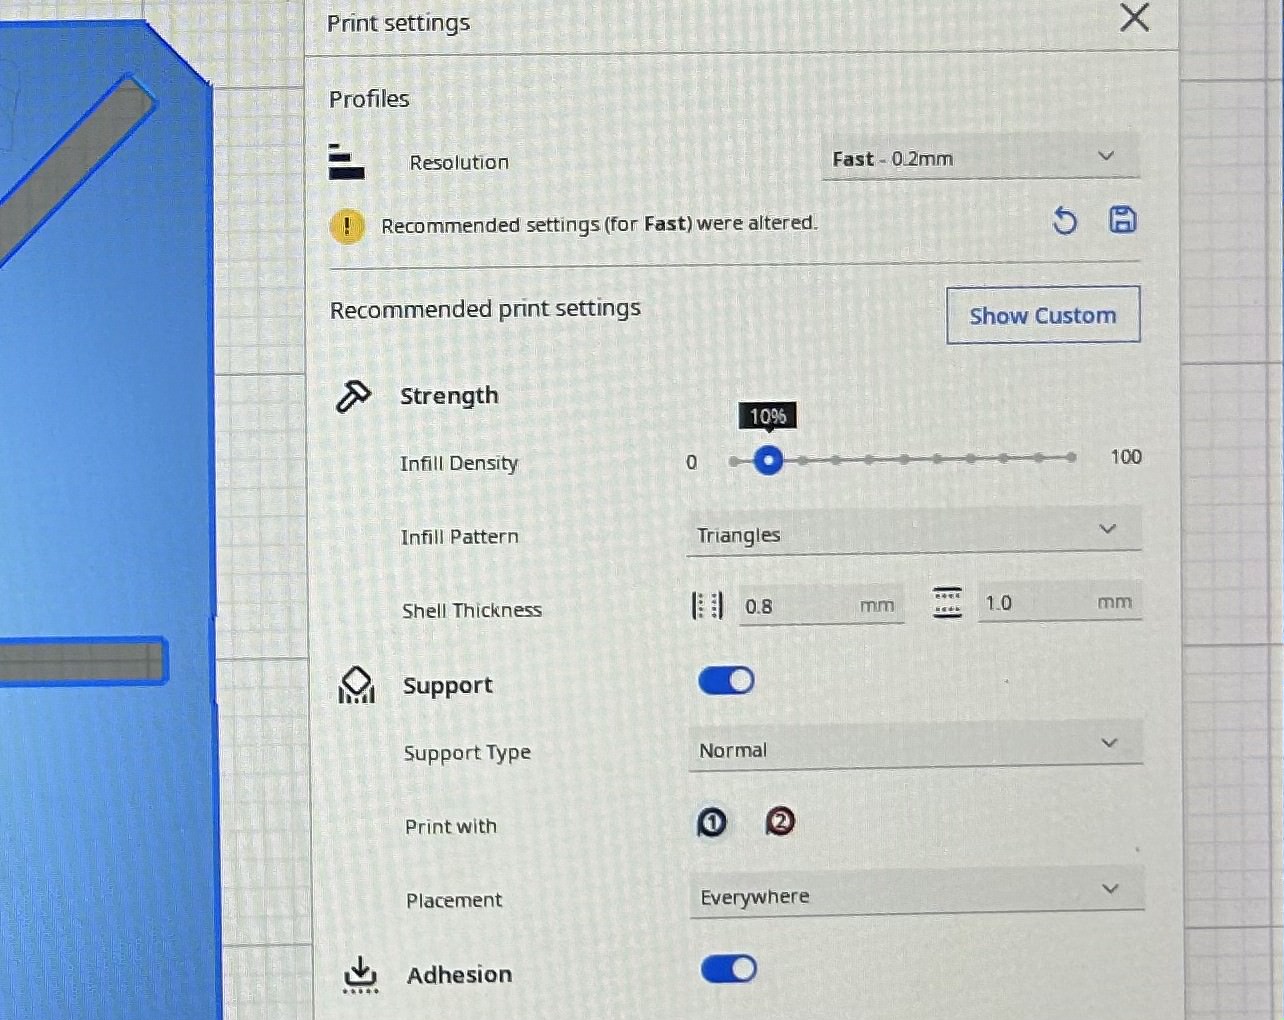 Print settings
Profiles
Resolution
Fast - 0.2mm
! Recommended settings (for Fast) were altered.
Recommended print settings
Show Custom
Strength
10%
Infill Density
0
100
Infill Pattern
Triangles
Shell Thickness
0.8 mm
1.0 mm
Support
Support Type
Normal
Print with
1 2
Placement
Everywhere
Adhesion